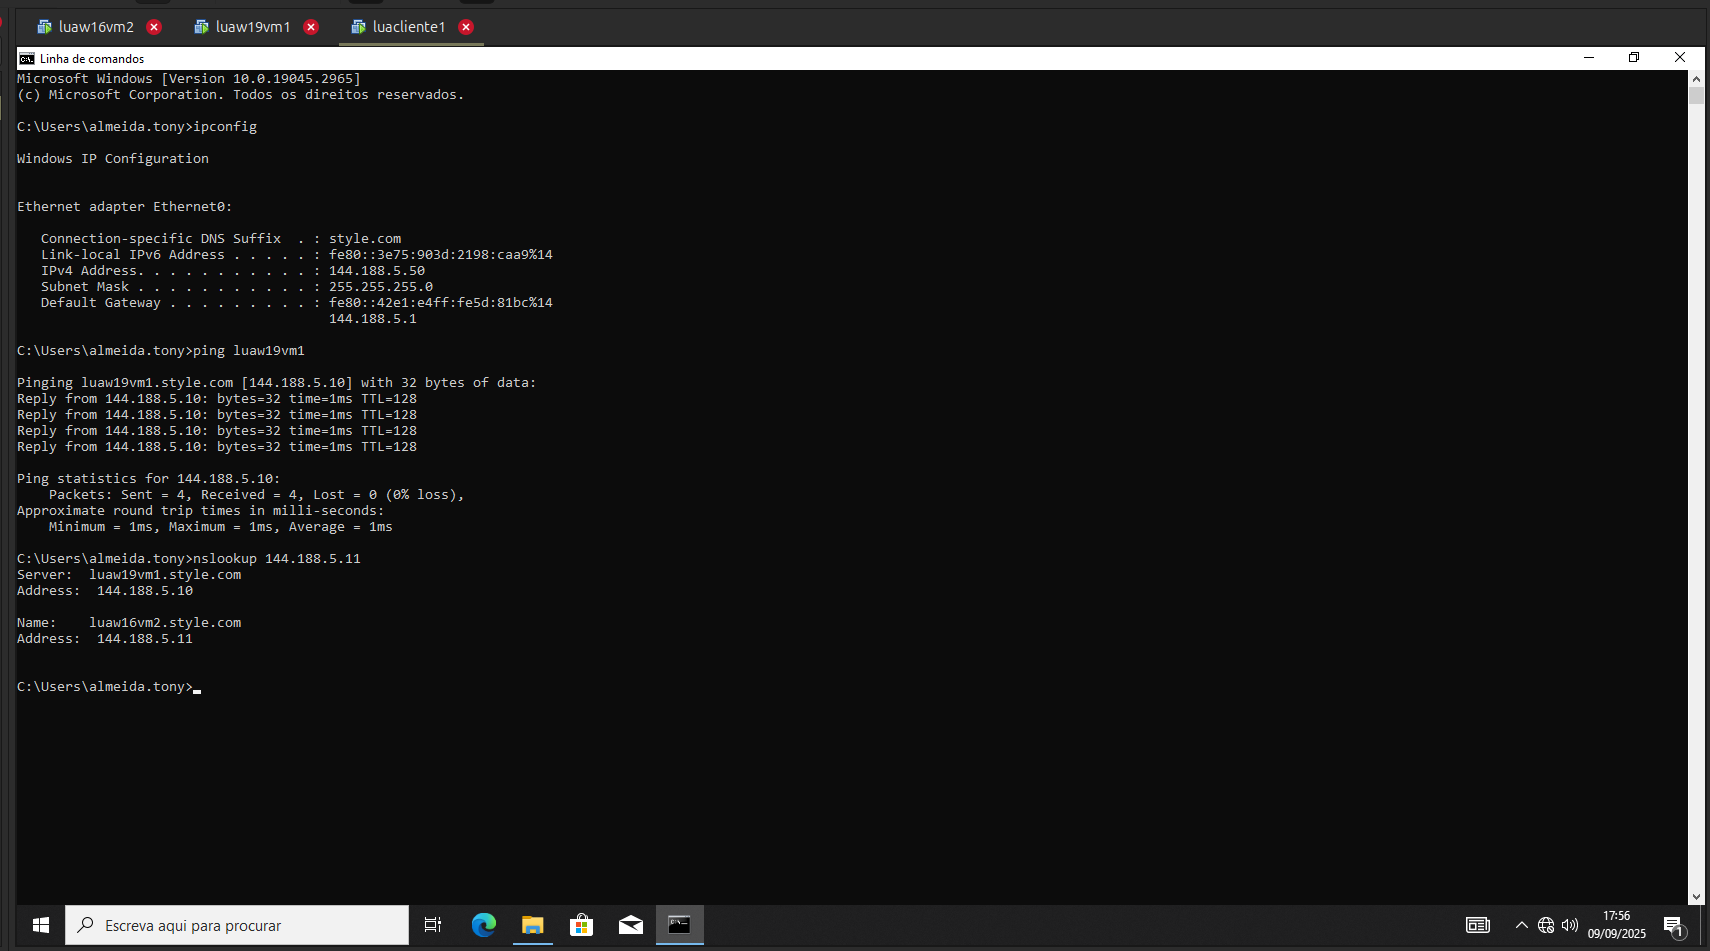 luaw16vm2 luaw19vm1 luacliente1
Linha de comandos
Microsoft Windows [Version 10.0.19045.2965]
(c) Microsoft Corporation. Todos os direitos reservados.
C:\Users\almeida.tony>ipconfig
Windows IP Configuration
Ethernet adapter Ethernet0:
Connection-specific DNS Suffix  . : style.com
Link-local IPv6 Address . . . . . : fe80::3e75:903d:2198:caa9%14
IPv4 Address. . . . . . . . . . . : 144.188.5.50
Subnet Mask . . . . . . . . . . . : 255.255.255.0
Default Gateway . . . . . . . . . : fe80::42e1:e4ff:fe5d:81bc%14
144.188.5.1
C:\Users\almeida.tony>ping luaw19vm1
Pinging luaw19vm1.style.com [144.188.5.10] with 32 bytes of data:
Reply from 144.188.5.10: bytes=32 time=1ms TTL=128
Reply from 144.188.5.10: bytes=32 time=1ms TTL=128
Reply from 144.188.5.10: bytes=32 time=1ms TTL=128
Reply from 144.188.5.10: bytes=32 time=1ms TTL=128
Ping statistics for 144.188.5.10:
Packets: Sent = 4, Received = 4, Lost = 0 (0% loss),
Approximate round trip times in milli-seconds:
Minimum = 1ms, Maximum = 1ms, Average = 1ms
C:\Users\almeida.tony>nslookup 144.188.5.11
Server:  luaw19vm1.style.com
Address:  144.188.5.10
Name:    luaw16vm2.style.com
Address:  144.188.5.11
C:\Users\almeida.tony>
Escreva aqui para procurar
17:56
09/09/2025
1